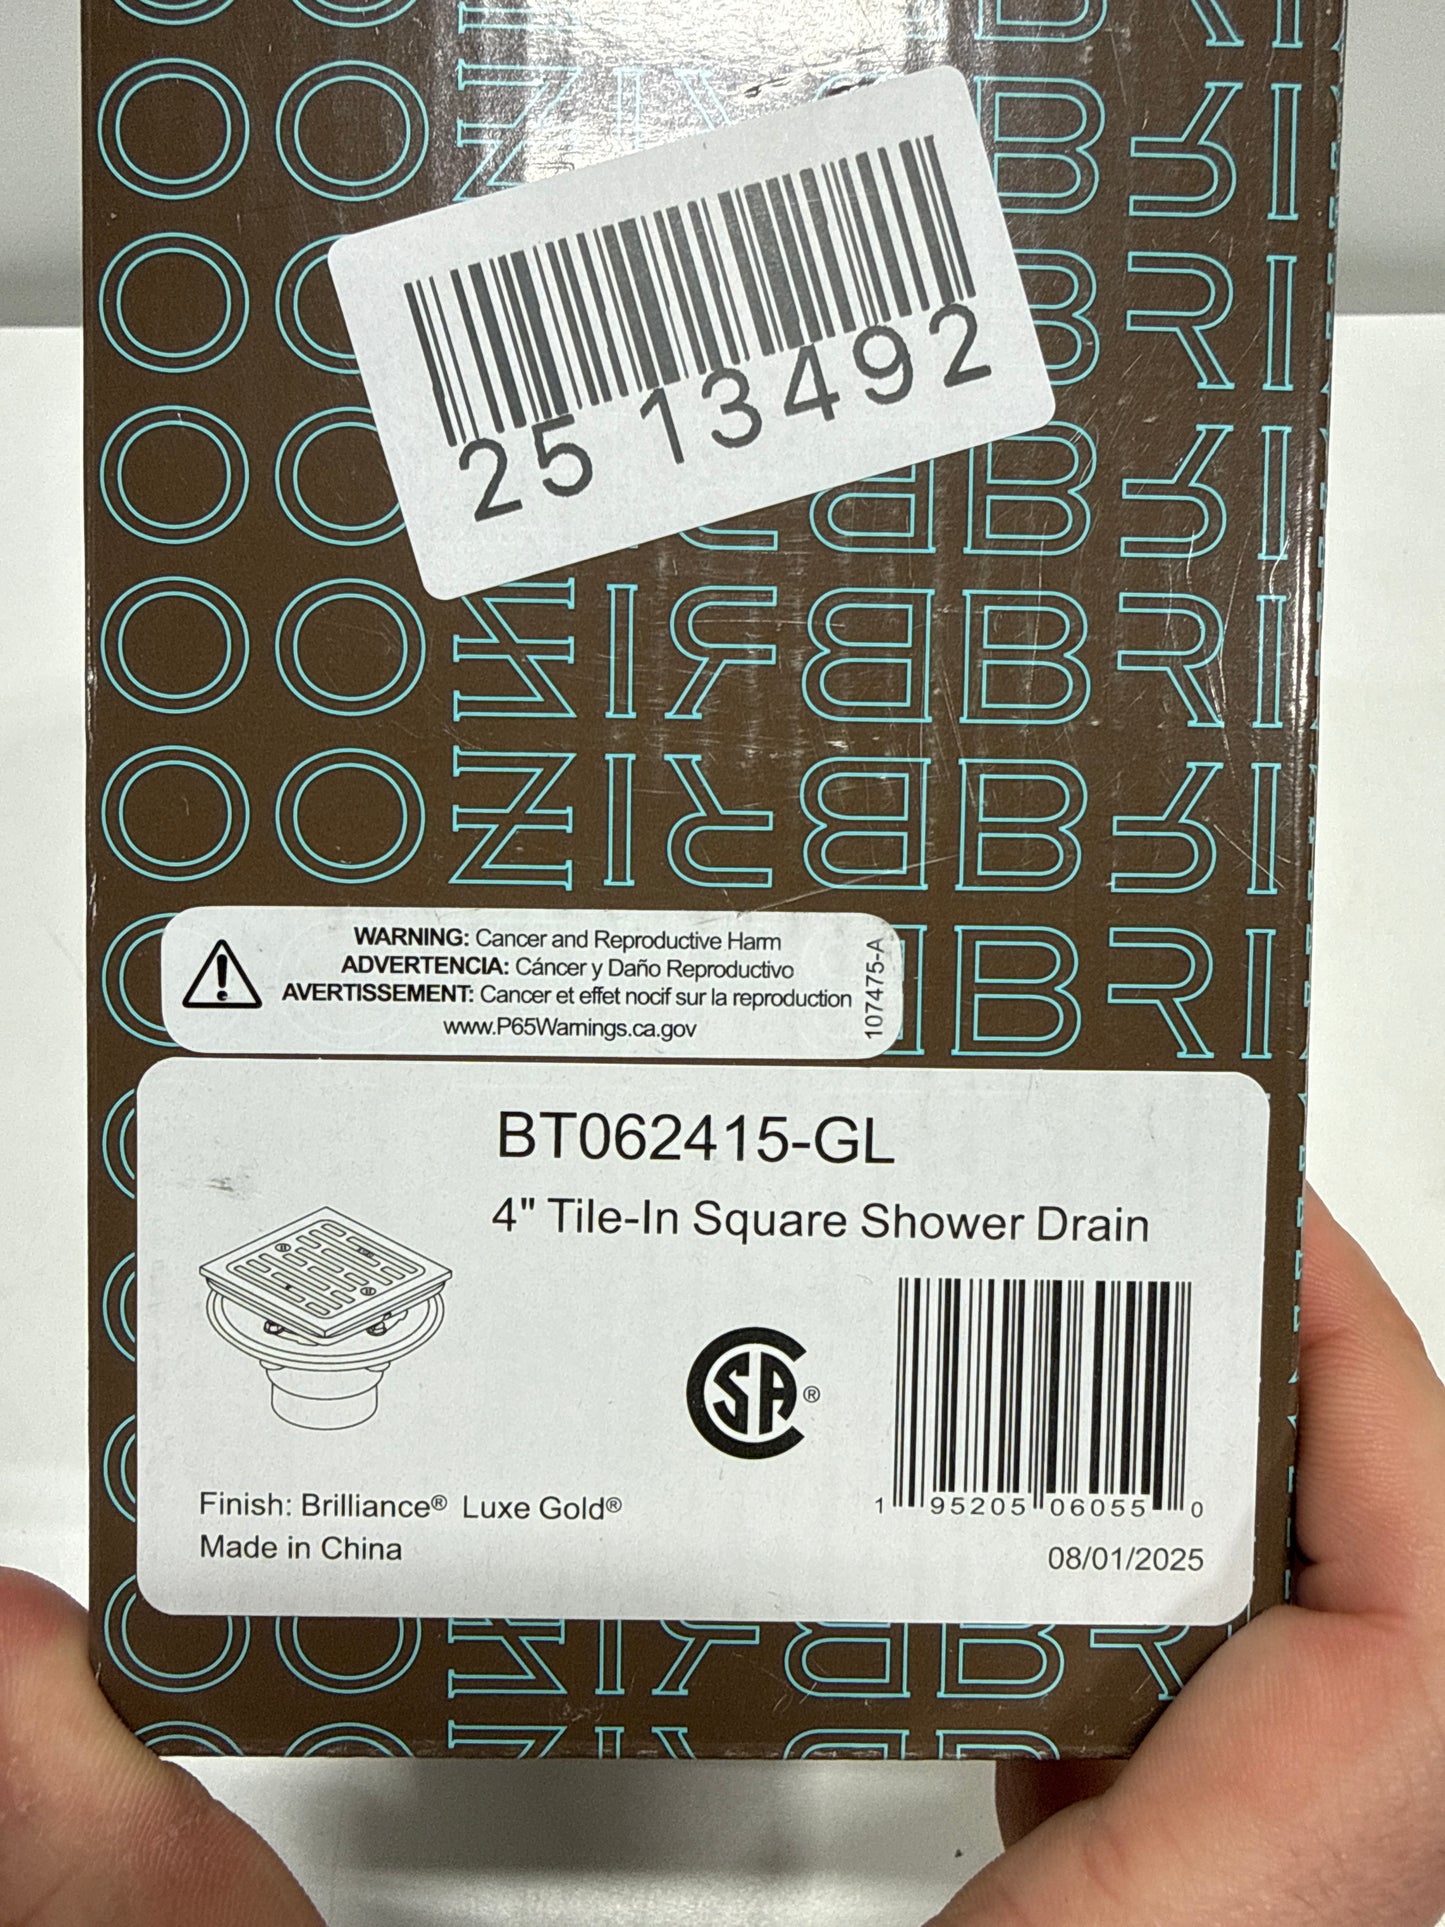 2513492
WARNING: Cancer and Reproductive Harm
ADVERTENCIA: Cáncer y Daño Reproductivo
AVERTISSEMENT: Cancer et effet nocif sur la reproduction
www.P65Warnings.ca.gov
107475-A
BT062415-GL
4" Tile-In Square Shower Drain
CSA®
1 95205 06055 0
Finish: Brilliance® Luxe Gold®
Made in China
08/01/2025